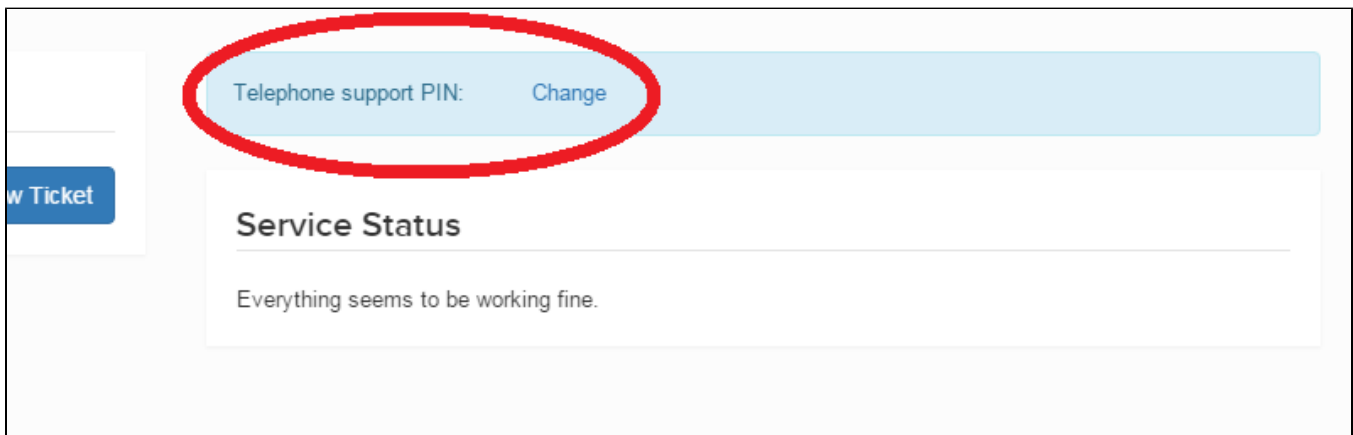 Telephone support PIN: Change
w Ticket
Service Status
Everything seems to be working fine.